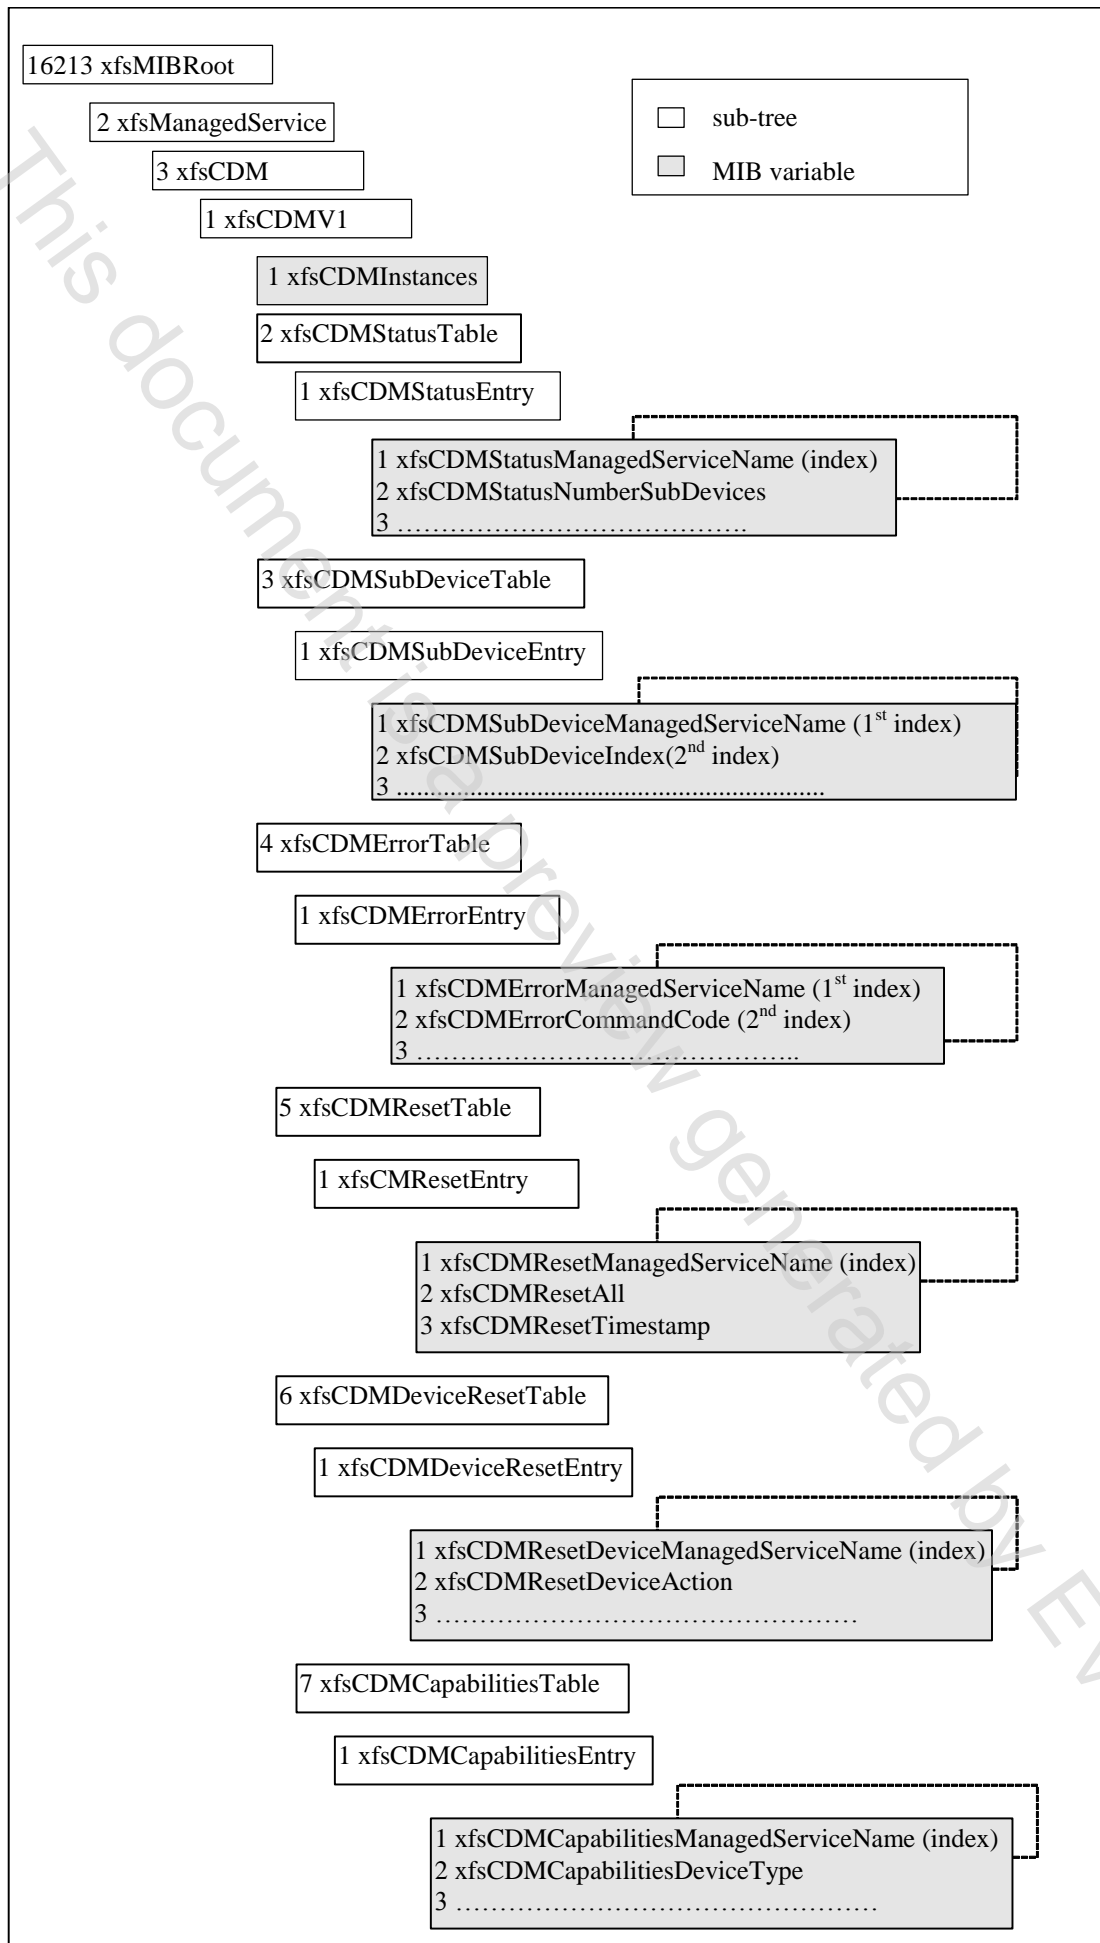 16213 xfsMIBRoot
sub-tree
2 xfsManagedService
MIB variable
3 xfsCDM
1 xfsCDMV1
1 xfsCDMInstances
2 xfsCDMStatusTable
1 xfsCDMStatusEntry
1 xfsCDMStatusManagedServiceName (index)
2 xfsCDMStatusNumberSubDevices
3 ………………………………….
3 xfsCDMSubDeviceTable
1 xfsCDMSubDeviceEntry
1 xfsCDMSubDeviceManagedServiceName (1st index)
2 xfsCDMSubDeviceIndex(2nd index)
3 ................................................................
4 xfsCDMErrorTable
1 xfsCDMErrorEntry
1 xfsCDMErrorManagedServiceName (1st index)
2 xfsCDMErrorCommandCode (2nd index)
3 ……………………………………..
5 xfsCDMResetTable
1 xfsCMResetEntry
1 xfsCDMResetManagedServiceName (index)
2 xfsCDMResetAll
3 xfsCDMResetTimestamp
6 xfsCDMDeviceResetTable
1 xfsCDMDeviceResetEntry
1 xfsCDMResetDeviceManagedServiceName (index)
2 xfsCDMResetDeviceAction
3 …………………………………………
7 xfsCDMCapabilitiesTable
1 xfsCDMCapabilitiesEntry
1 xfsCDMCapabilitiesManagedServiceName (index)
2 xfsCDMCapabilitiesDeviceType
3 …………………………………………
This document is a preview generated by EV